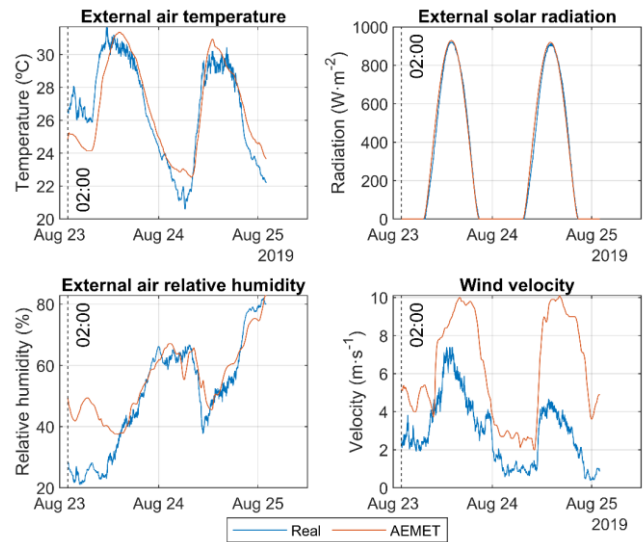 External air temperature
External solar radiation
Temperature (ºC)
30
28
26
24
22
20
02:00
Aug 23
Aug 24
Aug 25
2019
Radiation (W·m⁻²)
1000
800
600
400
200
0
02:00
Aug 23
Aug 24
Aug 25
2019
External air relative humidity
Wind velocity
Relative humidity (%)
80
60
40
20
02:00
Aug 23
Aug 24
Aug 25
Velocity (m·s⁻¹)
10
8
6
4
2
0
02:00
Aug 23
Aug 24
Aug 25
2019
Real
AEMET